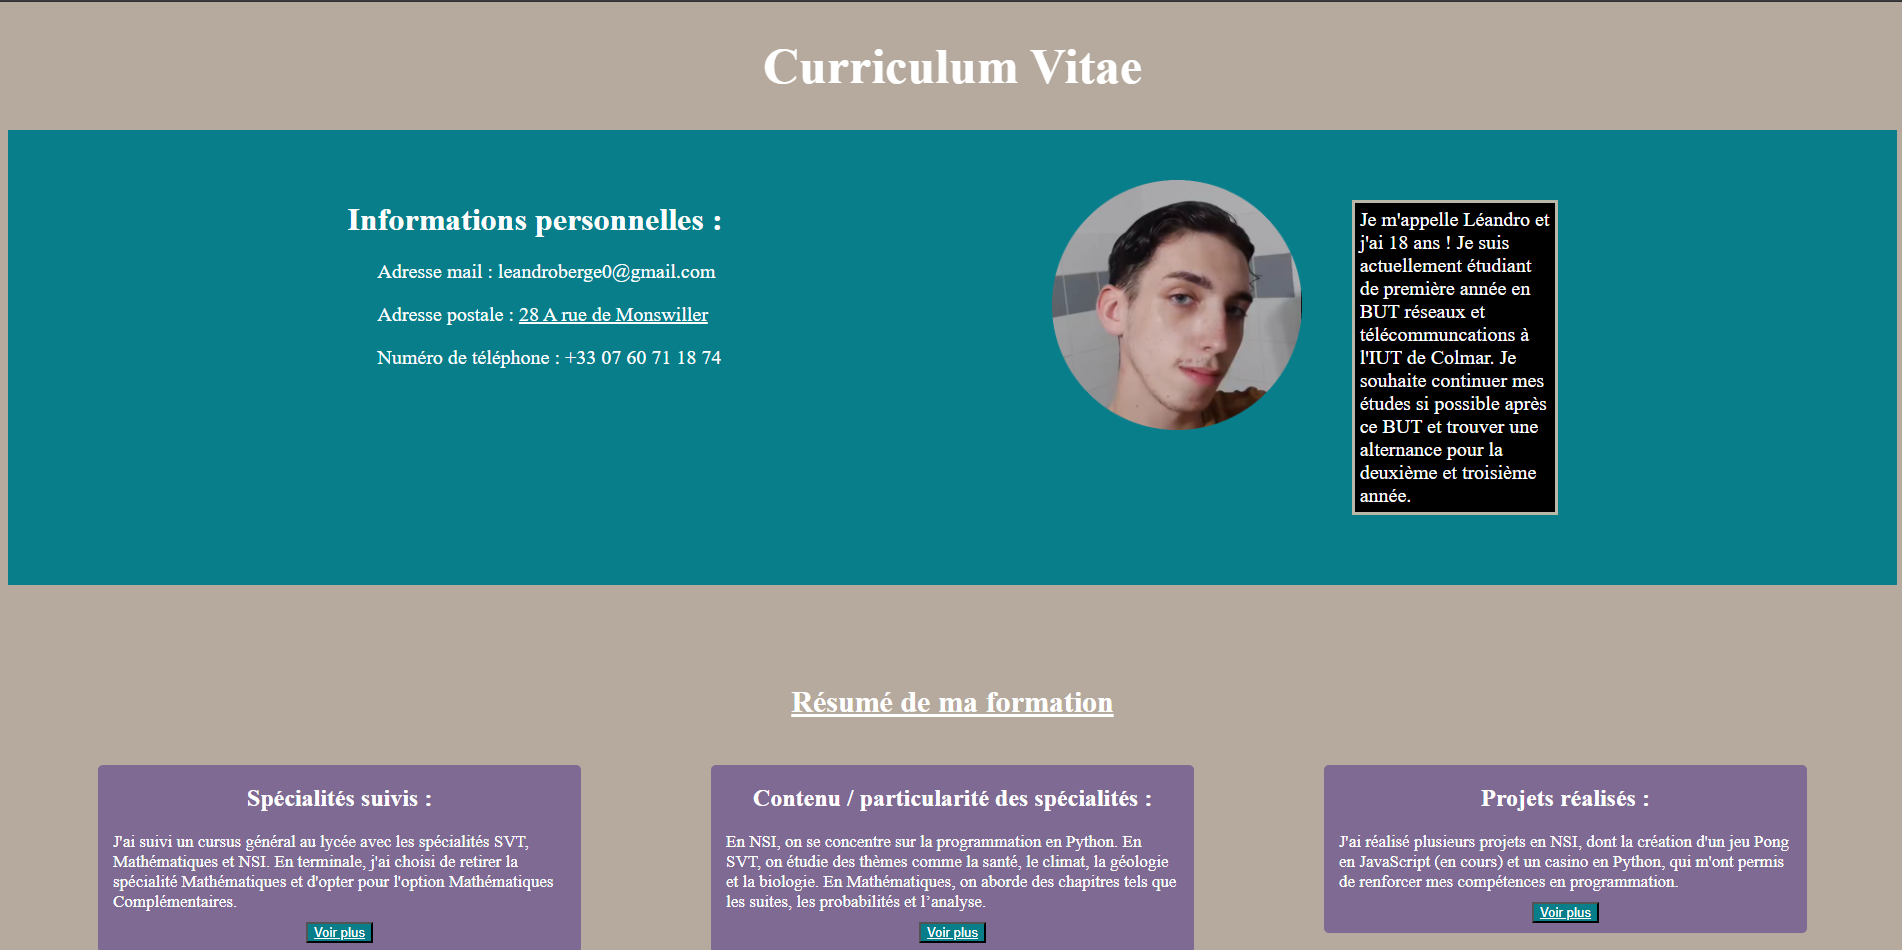 Curriculum Vitae
Informations personnelles :
Adresse mail : leandroberge0@gmail.com
Adresse postale : 28 A rue de Monswiller
Numéro de téléphone : +33 07 60 71 18 74
Je m'appelle Léandro et
j'ai 18 ans ! Je suis
actuellement étudiant
de première année en
BUT réseaux et
télécommuncations à
l'IUT de Colmar. Je
souhaite continuer mes
études si possible après
ce BUT et trouver une
alternance pour la
deuxième et troisième
année.
Résumé de ma formation
Spécialités suivis :
J'ai suivi un cursus général au lycée avec les spécialités SVT,
Mathématiques et NSI. En terminale, j'ai choisi de retirer la
spécialité Mathématiques et d'opter pour l'option Mathématiques
Complémentaires.
Voir plus
Contenu / particularité des spécialités :
En NSI, on se concentre sur la programmation en Python. En
SVT, on étudie des thèmes comme la santé, le climat, la géologie
et la biologie. En Mathématiques, on aborde des chapitres tels que
les suites, les probabilités et l’analyse.
Voir plus
Projets réalisés :
J'ai réalisé plusieurs projets en NSI, dont la création d'un jeu Pong
en JavaScript (en cours) et un casino en Python, qui m'ont permis
de renforcer mes compétences en programmation.
Voir plus